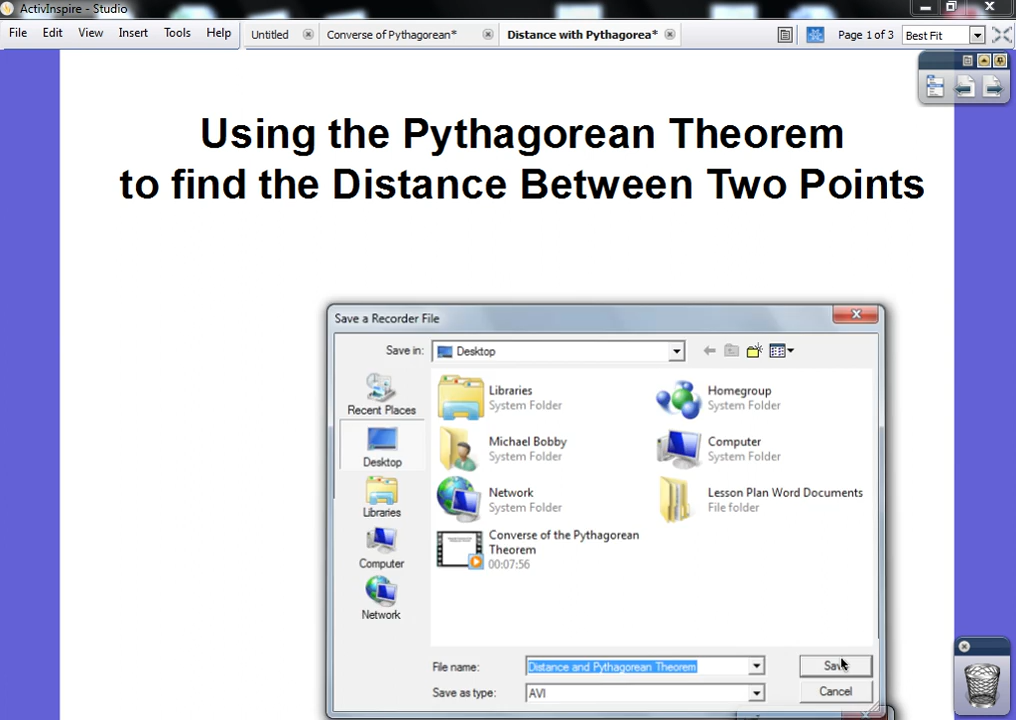 ActivInspire - Studio
File Edit View Insert Tools Help Untitled Converse of Pythagorean* Distance with Pythagorea* Page 1 of 3 Best Fit
Using the Pythagorean Theorem
to find the Distance Between Two Points
Save a Recorder File
Save in: Desktop
Recent Places
Desktop
Libraries
Computer
Network
Libraries
System Folder
Homegroup
System Folder
Michael Bobby
System Folder
Computer
System Folder
Network
System Folder
Lesson Plan Word Documents
File folder
Converse of the Pythagorean
Theorem
00:07:56
File name: Distance and Pythagorean Theorem Save
Save as type: AVI Cancel